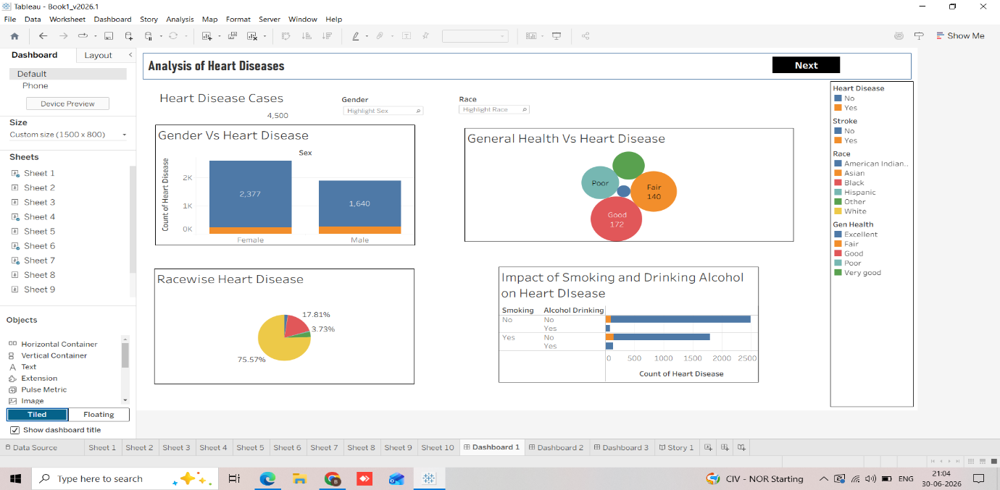 Tableau - Book1_v2026.1
File Data Worksheet Dashboard Story Analysis Map Format Server Window Help
Show Me
Dashboard
Layout
Default
Phone
Device Preview
Size
Custom size (1500 x 800)
Sheets
Sheet 1
Sheet 2
Sheet 3
Sheet 4
Sheet 5
Sheet 6
Sheet 7
Sheet 8
Sheet 9
Objects
Horizontal Container
Vertical Container
Text
Extension
Pulse Metric
Image
Tiled
Floating
Show dashboard title
Analysis of Heart Diseases
Next
Heart Disease Cases
4,500
Gender
Highlight Sex
Race
Highlight Race
Gender Vs Heart Disease
Sex
Count of Heart Disease
2K
1K
0K
2,377
1,640
Female
Male
General Health Vs Heart Disease
Poor
Fair
140
Good
172
Racewise Heart Disease
17.81%
3.73%
75.57%
Impact of Smoking and Drinking Alcohol
on Heart DIsease
Smoking Alcohol Drinking
No No
Yes
Yes No
Yes
0 500 1000 1500 2000 2500
Count of Heart Disease
Heart Disease
No
Yes
Stroke
No
Yes
Race
American Indian..
Asian
Black
Hispanic
Other
White
Gen Health
Excellent
Fair
Good
Poor
Very good
Data Source Sheet 1 Sheet 2 Sheet 3 Sheet 4 Sheet 5 Sheet 6 Sheet 7 Sheet 8 Sheet 9 Sheet 10 Dashboard 1 Dashboard 2 Dashboard 3 Story 1
Type here to search
CIV - NOR Starting
ENG
21:04
30-06-2026